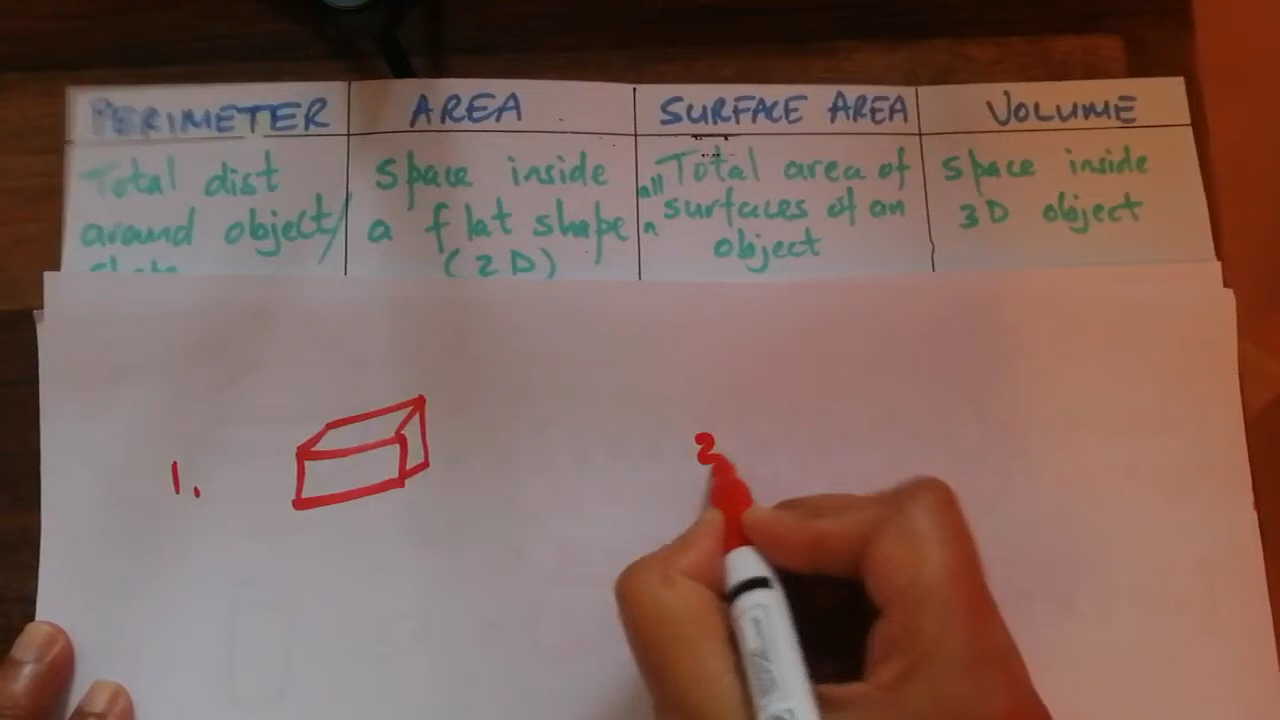 PERIMETER
Total dist
around object/
AREA
Space inside
a flat shape
(2D)
SURFACE AREA
Total area of
all surfaces of an
object
VOLUME
Space inside
3D object
1.
2